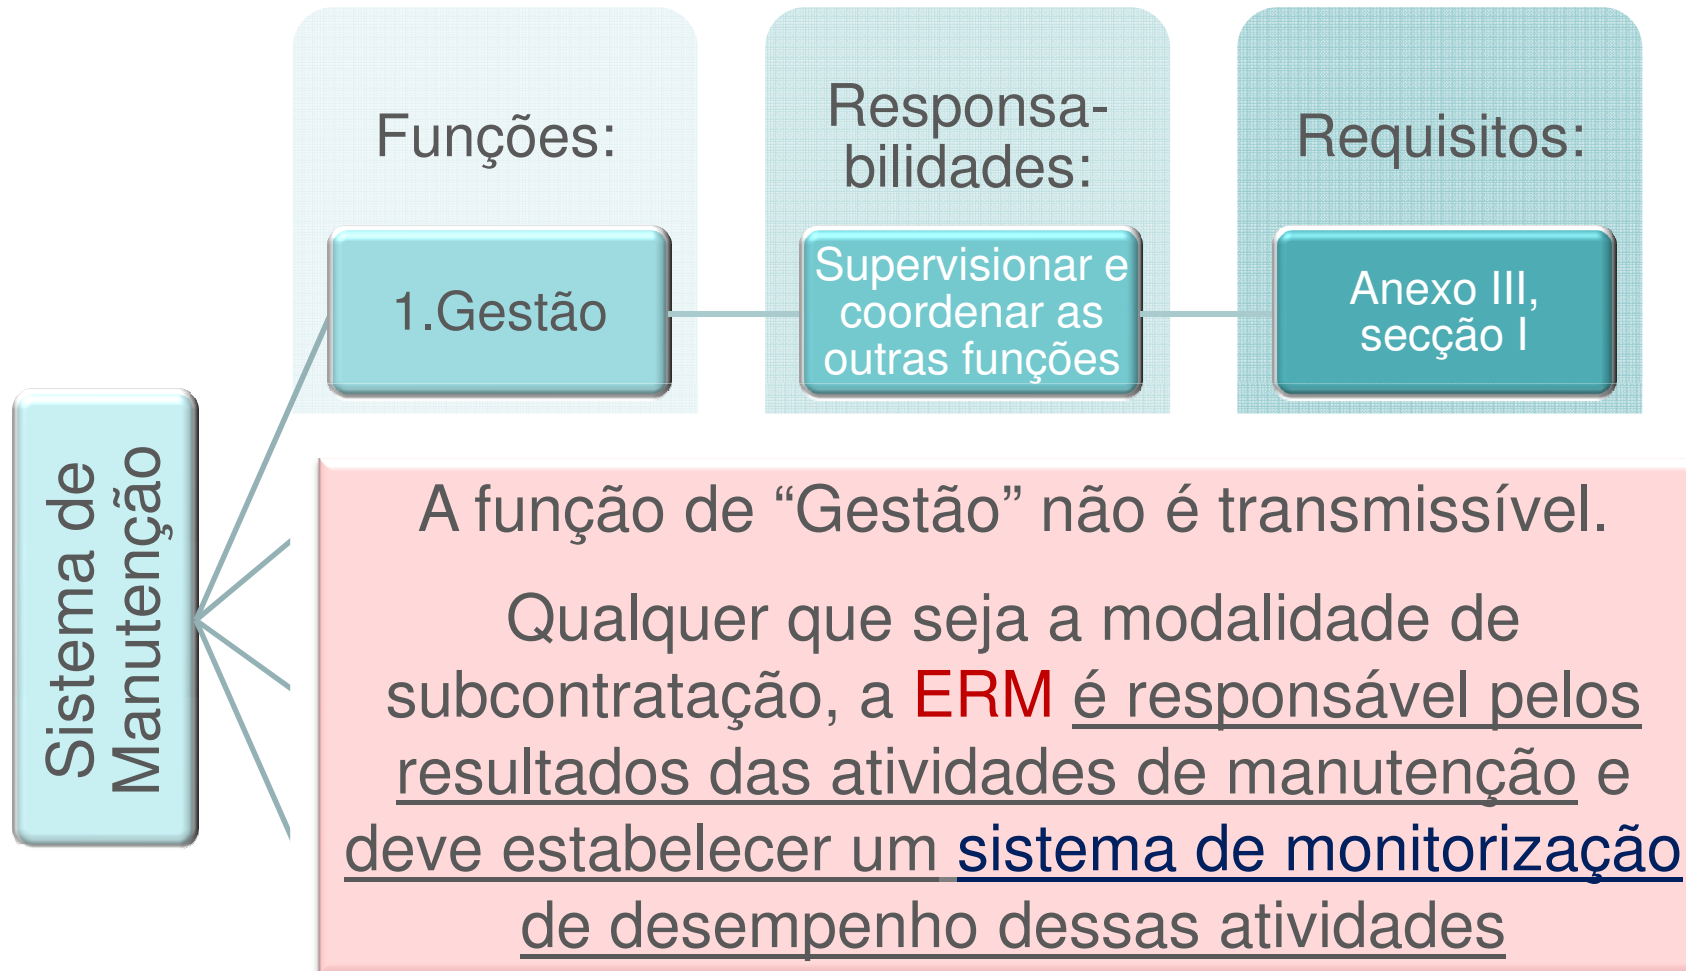 Funções:
Responsa-
bilidades:
Requisitos:
1.Gestão
Supervisionar e
coordenar as
outras funções
Anexo III,
secção I
Sistema de
Manutenção
A função de “Gestão” não é transmissível.
Qualquer que seja a modalidade de
subcontratação, a ERM é responsável pelos
resultados das atividades de manutenção e
deve estabelecer um sistema de monitorização
de desempenho dessas atividades